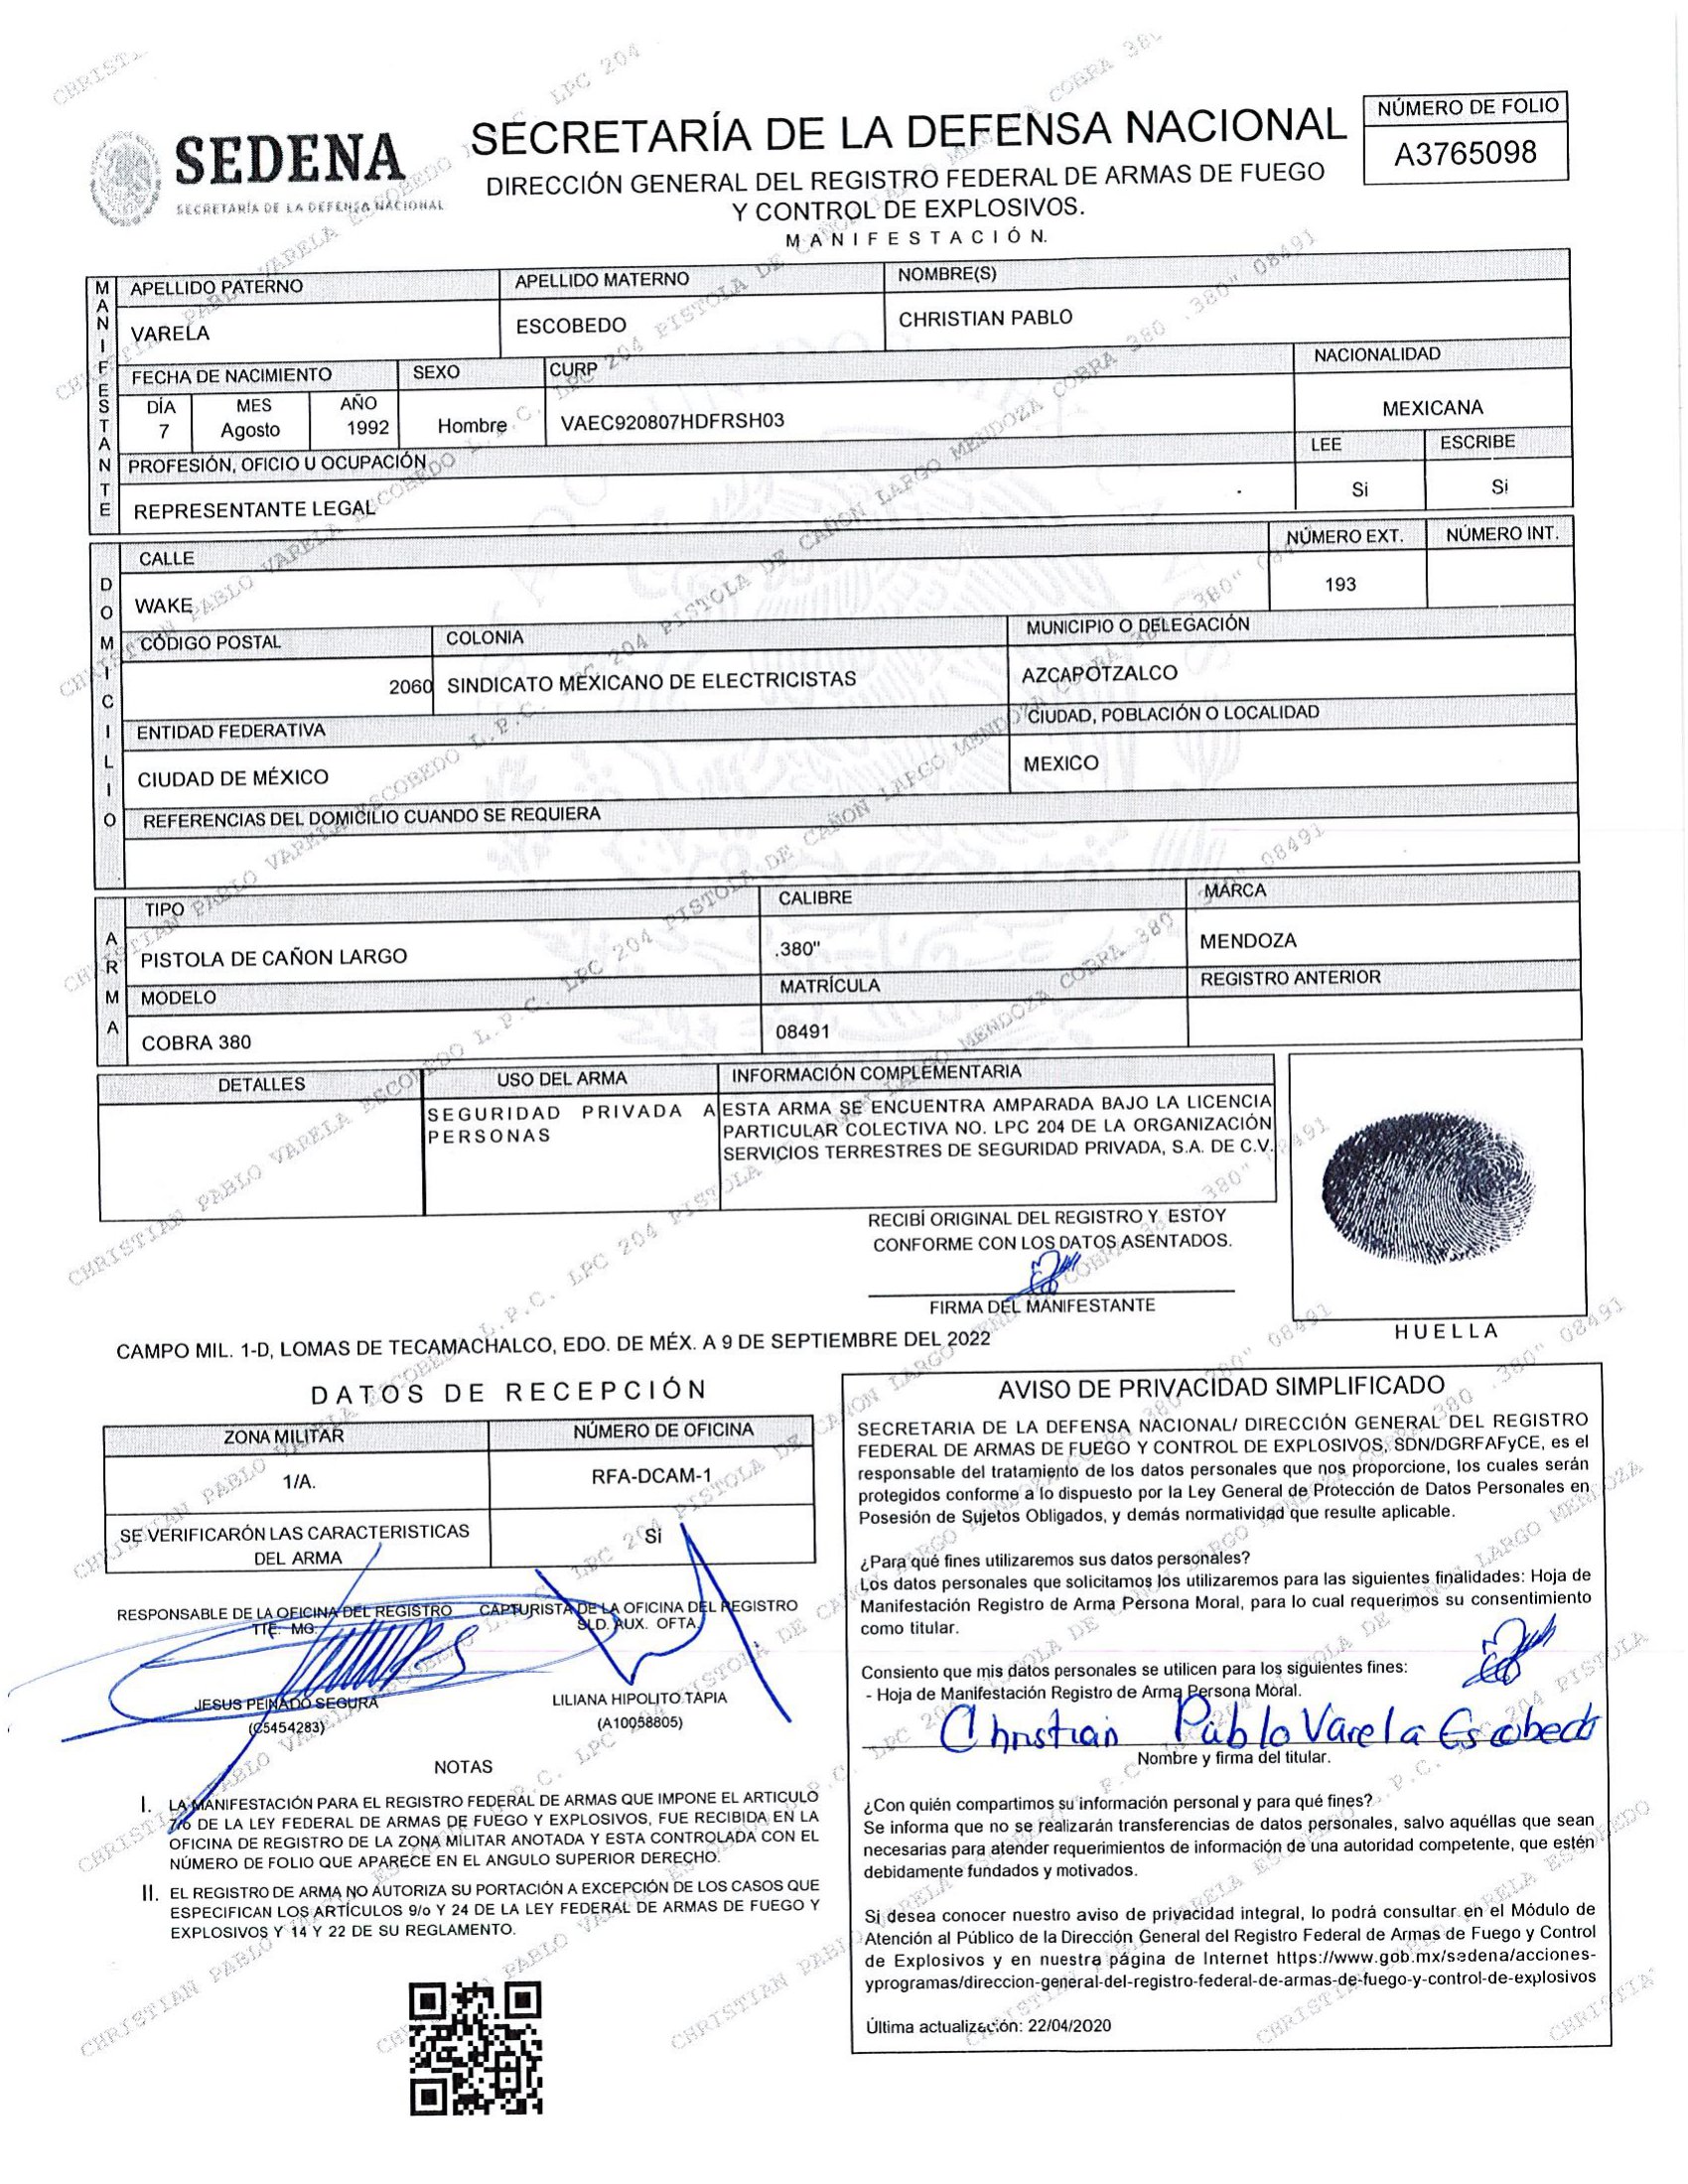 SEDENA
SECRETARÍA DE LA DEFENSA NACIONAL
SECRETARÍA DE LA DEFENSA NACIONAL
DIRECCIÓN GENERAL DEL REGISTRO FEDERAL DE ARMAS DE FUEGO
Y CONTROL DE EXPLOSIVOS.
MANIFESTACIÓN.
NÚMERO DE FOLIO
A3765098
MANIFESTANTE
APELLIDO PATERNO APELLIDO MATERNO NOMBRE(S)
VARELA ESCOBEDO CHRISTIAN PABLO
FECHA DE NACIMIENTO SEXO CURP NACIONALIDAD
DÍA MES AÑO
7 Agosto 1992 Hombre VAEC920807HDFRSH03 MEXICANA
PROFESIÓN, OFICIO U OCUPACIÓN LEE ESCRIBE
REPRESENTANTE LEGAL Si Si
DOMICILIO
CALLE NÚMERO EXT. NÚMERO INT.
WAKE 193
CÓDIGO POSTAL COLONIA MUNICIPIO O DELEGACIÓN
2060 SINDICATO MEXICANO DE ELECTRICISTAS AZCAPOTZALCO
ENTIDAD FEDERATIVA CIUDAD, POBLACIÓN O LOCALIDAD
CIUDAD DE MÉXICO MEXICO
REFERENCIAS DEL DOMICILIO CUANDO SE REQUIERA
ARMA
TIPO CALIBRE MARCA
PISTOLA DE CAÑON LARGO .380" MENDOZA
MODELO MATRÍCULA REGISTRO ANTERIOR
COBRA 380 08491
DETALLES USO DEL ARMA INFORMACIÓN COMPLEMENTARIA
SEGURIDAD PRIVADA A
PERSONAS
ESTA ARMA SE ENCUENTRA AMPARADA BAJO LA LICENCIA
PARTICULAR COLECTIVA NO. LPC 204 DE LA ORGANIZACIÓN
SERVICIOS TERRESTRES DE SEGURIDAD PRIVADA, S.A. DE C.V.
RECIBÍ ORIGINAL DEL REGISTRO Y ESTOY
CONFORME CON LOS DATOS ASENTADOS.
FIRMA DEL MANIFESTANTE
HUELLA
CAMPO MIL. 1-D, LOMAS DE TECAMACHALCO, EDO. DE MÉX. A 9 DE SEPTIEMBRE DEL 2022
DATOS DE RECEPCIÓN
ZONA MILITAR NÚMERO DE OFICINA
1/A. RFA-DCAM-1
SE VERIFICARÓN LAS CARACTERISTICAS
DEL ARMA
Si
RESPONSABLE DE LA OFICINA DEL REGISTRO
TTE. MG.
JESUS PEINADO SEGURA
(C5454283)
CAPTURISTA DE LA OFICINA DEL REGISTRO
SLD. AUX. OFTA.
LILIANA HIPOLITO TAPIA
(A10058805)
NOTAS
I. LA MANIFESTACIÓN PARA EL REGISTRO FEDERAL DE ARMAS QUE IMPONE EL ARTICULO
7/o DE LA LEY FEDERAL DE ARMAS DE FUEGO Y EXPLOSIVOS, FUE RECIBIDA EN LA
OFICINA DE REGISTRO DE LA ZONA MILITAR ANOTADA Y ESTA CONTROLADA CON EL
NÚMERO DE FOLIO QUE APARECE EN EL ANGULO SUPERIOR DERECHO.
II. EL REGISTRO DE ARMA NO AUTORIZA SU PORTACIÓN A EXCEPCIÓN DE LOS CASOS QUE
ESPECIFICAN LOS ARTÍCULOS 9/o Y 24 DE LA LEY FEDERAL DE ARMAS DE FUEGO Y
EXPLOSIVOS Y 14 Y 22 DE SU REGLAMENTO.
AVISO DE PRIVACIDAD SIMPLIFICADO
SECRETARIA DE LA DEFENSA NACIONAL/ DIRECCIÓN GENERAL DEL REGISTRO
FEDERAL DE ARMAS DE FUEGO Y CONTROL DE EXPLOSIVOS, SDN/DGRFAFyCE, es el
responsable del tratamiento de los datos personales que nos proporcione, los cuales serán
protegidos conforme a lo dispuesto por la Ley General de Protección de Datos Personales en
Posesión de Sujetos Obligados, y demás normatividad que resulte aplicable.
¿Para qué fines utilizaremos sus datos personales?
Los datos personales que solicitamos los utilizaremos para las siguientes finalidades: Hoja de
Manifestación Registro de Arma Persona Moral, para lo cual requerimos su consentimiento
como titular.
Consiento que mis datos personales se utilicen para los siguientes fines:
- Hoja de Manifestación Registro de Arma Persona Moral.
Christian Pablo Varela Escobedo
Nombre y firma del titular.
¿Con quién compartimos su información personal y para qué fines?
Se informa que no se realizarán transferencias de datos personales, salvo aquéllas que sean
necesarias para atender requerimientos de información de una autoridad competente, que estén
debidamente fundados y motivados.
Si desea conocer nuestro aviso de privacidad integral, lo podrá consultar en el Módulo de
Atención al Público de la Dirección General del Registro Federal de Armas de Fuego y Control
de Explosivos y en nuestra página de Internet https://www.gob.mx/sedena/acciones-
yprogramas/direccion-general-del-registro-federal-de-armas-de-fuego-y-control-de-explosivos
Última actualización: 22/04/2020
CHRISTIAN PABLO VARELA ESCOBEDO L.P.C. LPC 204 PISTOLA DE CAÑON LARGO MENDOZA COBRA 380 .380" 08491